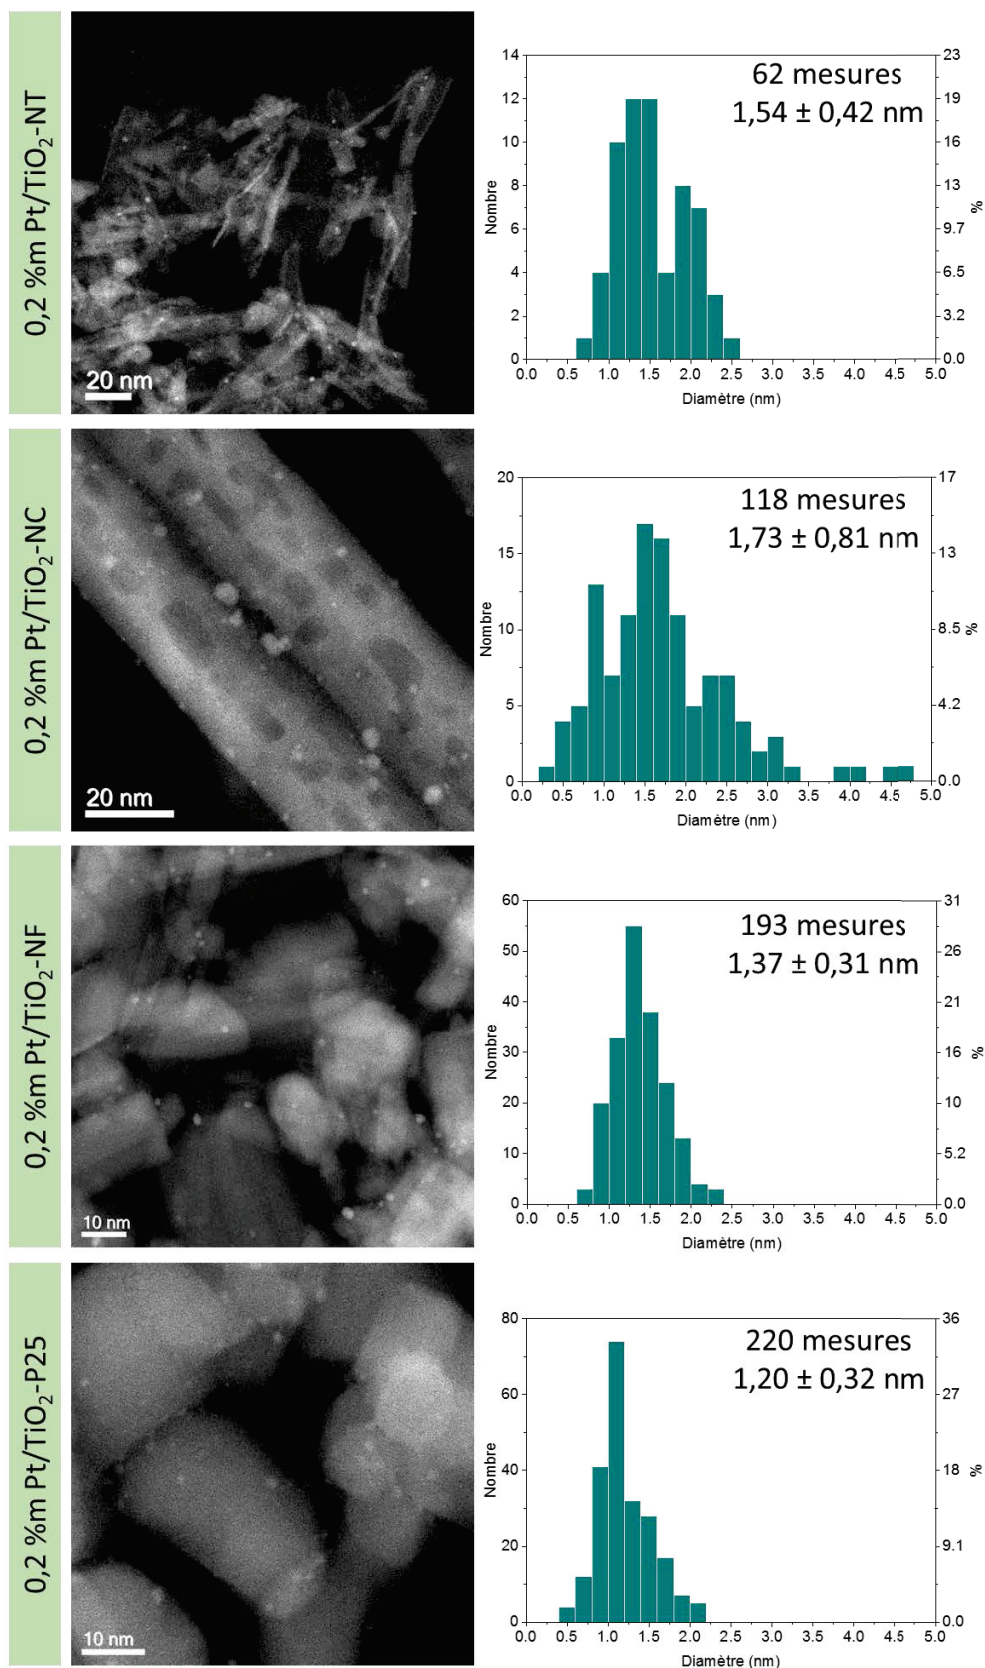 0,2 %m Pt/TiO₂-NT
20 nm
62 mesures
1,54 ± 0,42 nm
Nombre
14
12
10
8
6
4
2
0
23
19
16
13
9.7
6.5
3.2
0.0
%
0.0 0.5 1.0 1.5 2.0 2.5 3.0 3.5 4.0 4.5 5.0
Diamètre (nm)
0,2 %m Pt/TiO₂-NC
20 nm
118 mesures
1,73 ± 0,81 nm
Nombre
20
15
10
5
0
17
13
8.5
4.2
0.0
%
0.0 0.5 1.0 1.5 2.0 2.5 3.0 3.5 4.0 4.5 5.0
Diamètre (nm)
0,2 %m Pt/TiO₂-NF
10 nm
193 mesures
1,37 ± 0,31 nm
Nombre
60
50
40
30
20
10
0
31
26
21
16
10
5.2
0.0
%
0.0 0.5 1.0 1.5 2.0 2.5 3.0 3.5 4.0 4.5 5.0
Diamètre (nm)
0,2 %m Pt/TiO₂-P25
10 nm
220 mesures
1,20 ± 0,32 nm
Nombre
80
60
40
20
0
36
27
18
9.1
0.0
%
0.0 0.5 1.0 1.5 2.0 2.5 3.0 3.5 4.0 4.5 5.0
Diamètre (nm)